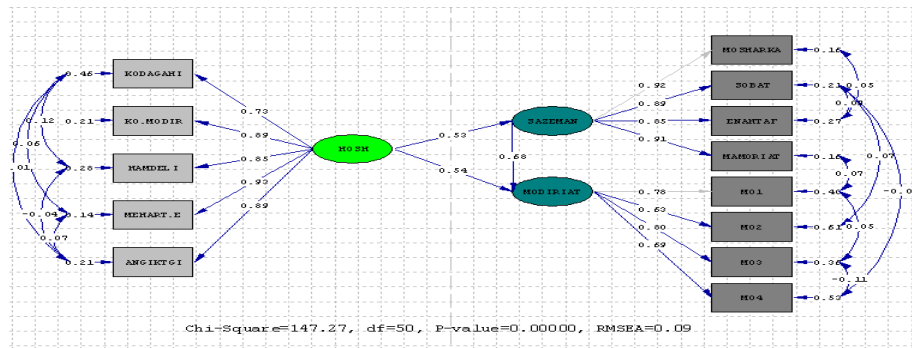 MOSHARKA
0.16
KODAGAHI
0.46
SOBAT
0.21
0.05
0.92
0.73
0.89
KO.MODIR
0.21
0.12
SAZEMAN
ENAHTAF
0.27
0.85
0.89
0.53
HOSH
0.91
MAMORIAT
0.16
0.07
HAMDELI
0.28
0.06
0.85
0.68
0.07
0.54
MODIRIAT
0.78
MO1
0.40
0.93
MEHART.E
0.14
-0.04
0.63
MO2
0.61
0.05
0.89
0.80
0.07
0.69
ANGIKTGI
0.21
MO3
0.36
-0.11
MO4
0.53
Chi-Square=147.27, df=50, P-value=0.00000, RMSEA=0.09